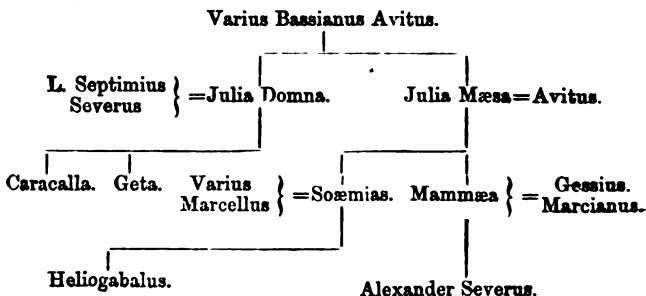 Varius Bassianus Avitus.
L. Septimius
Severus } =Julia Domna. Julia Mæsa=Avitus.
Caracalla. Geta. Varius
Marcellus } =Soæmias. Mammæa } = Gessius.
Marcianus.
Heliogabalus.
Alexander Severus.